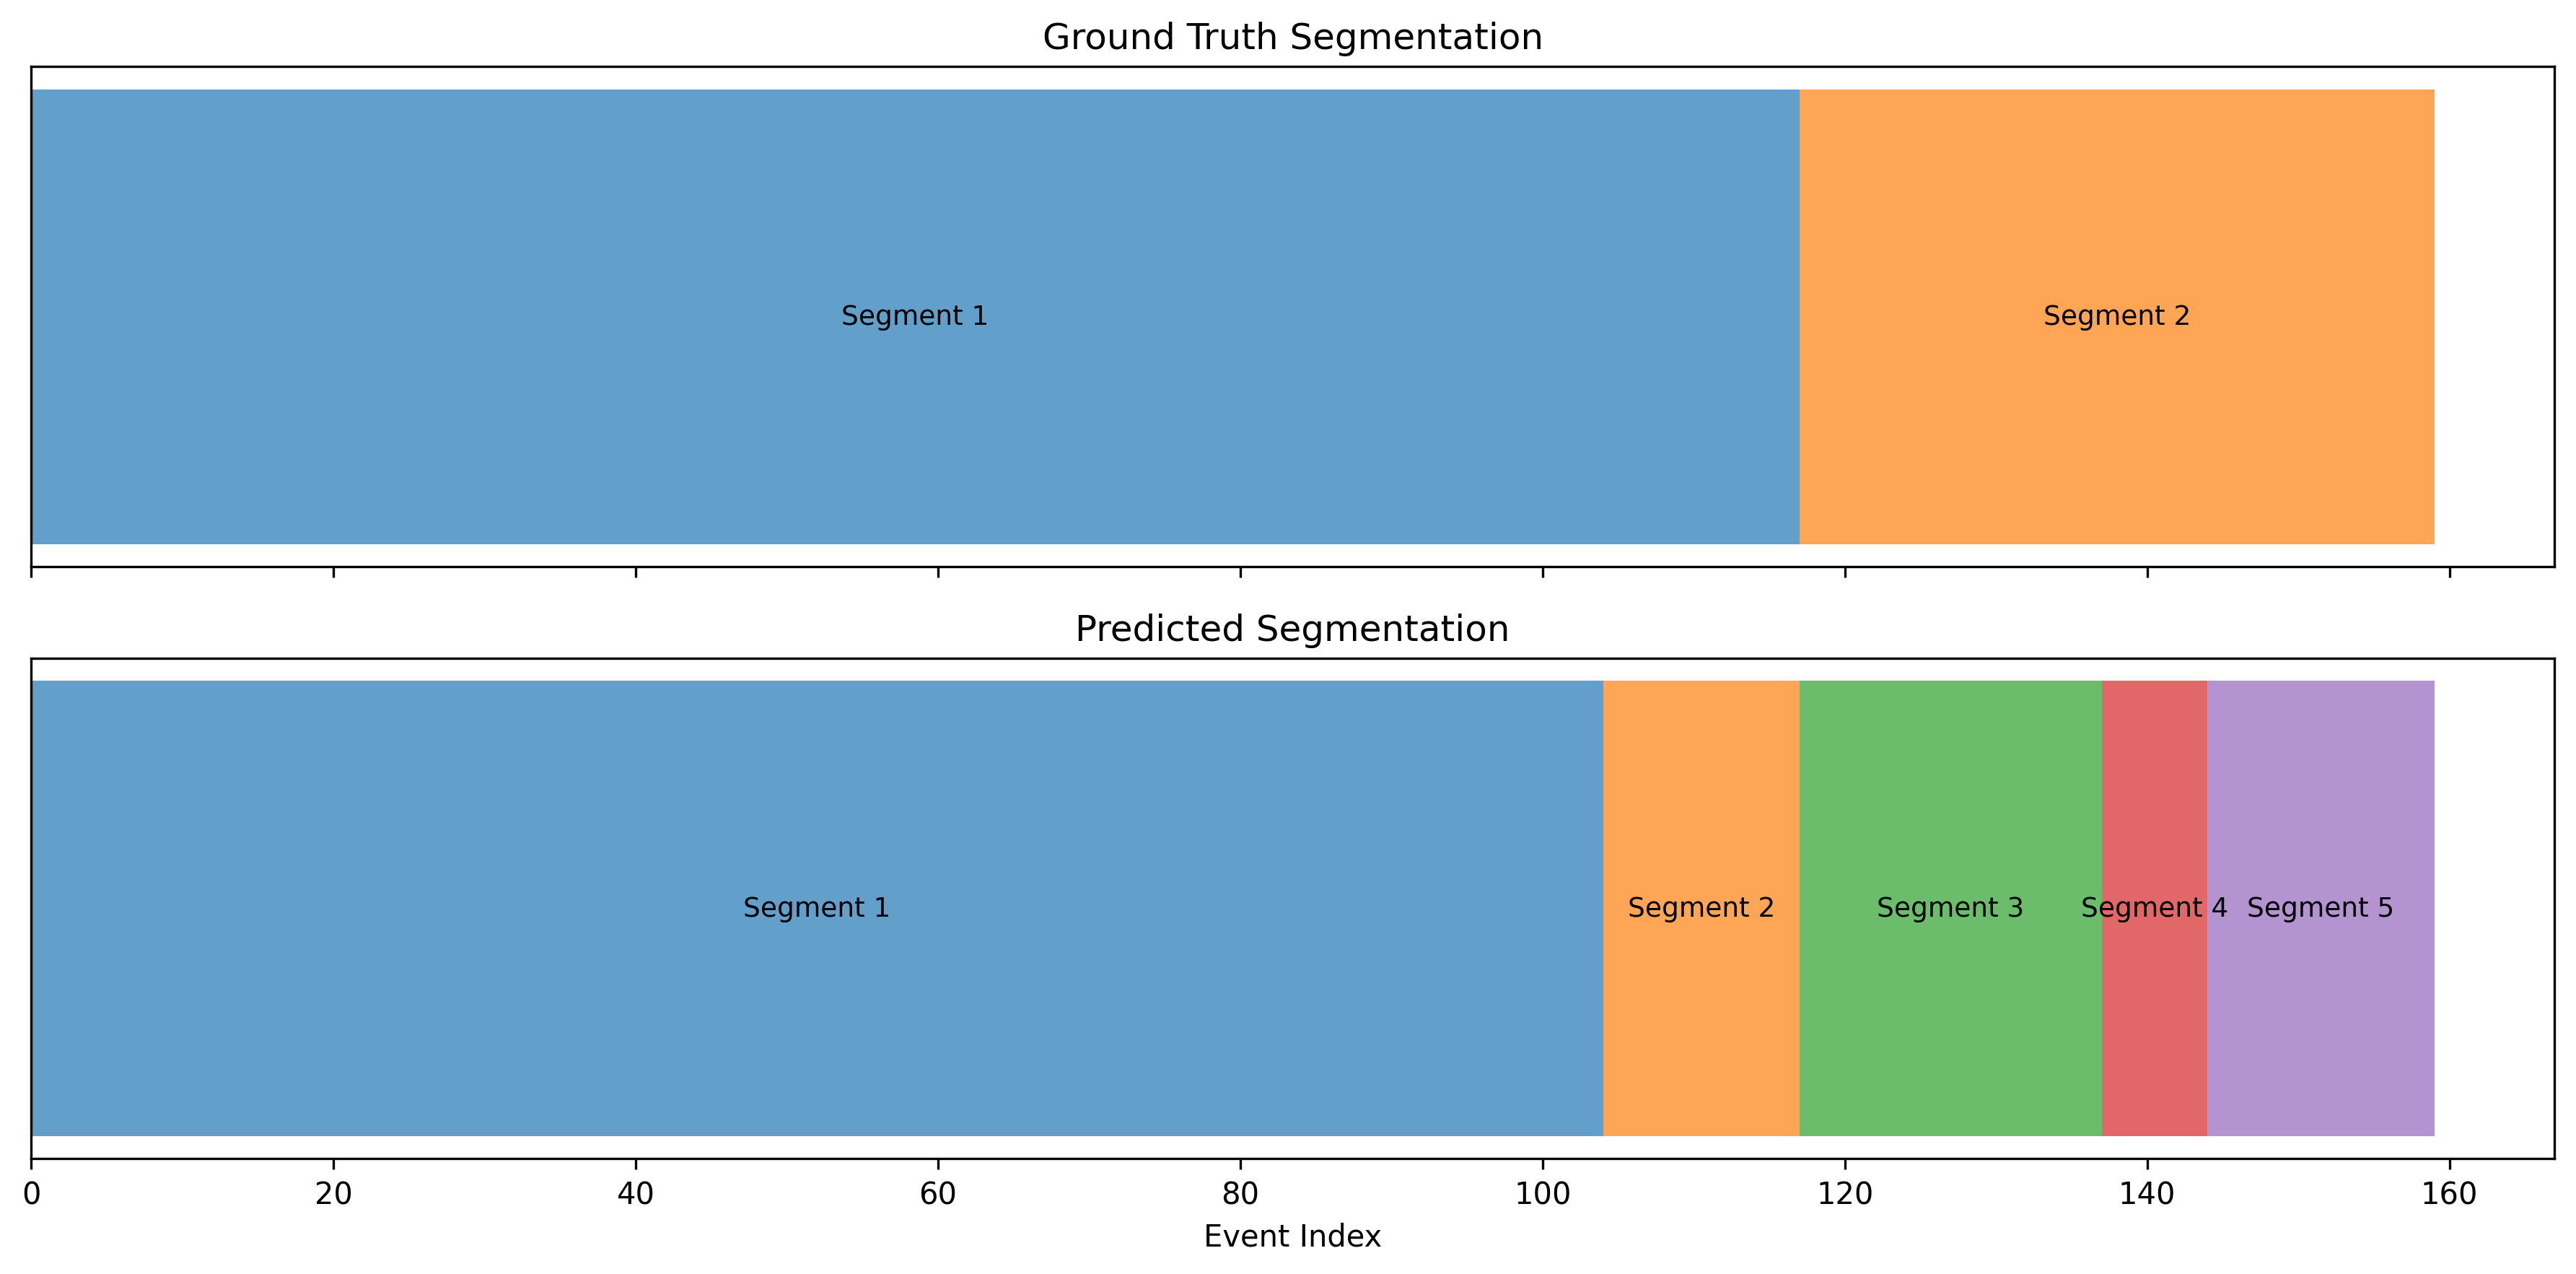 Ground Truth Segmentation
Segment 1 Segment 2
Predicted Segmentation
Segment 1 Segment 2 Segment 3 Segment 4 Segment 5
0 20 40 60 80 100 120 140 160
Event Index